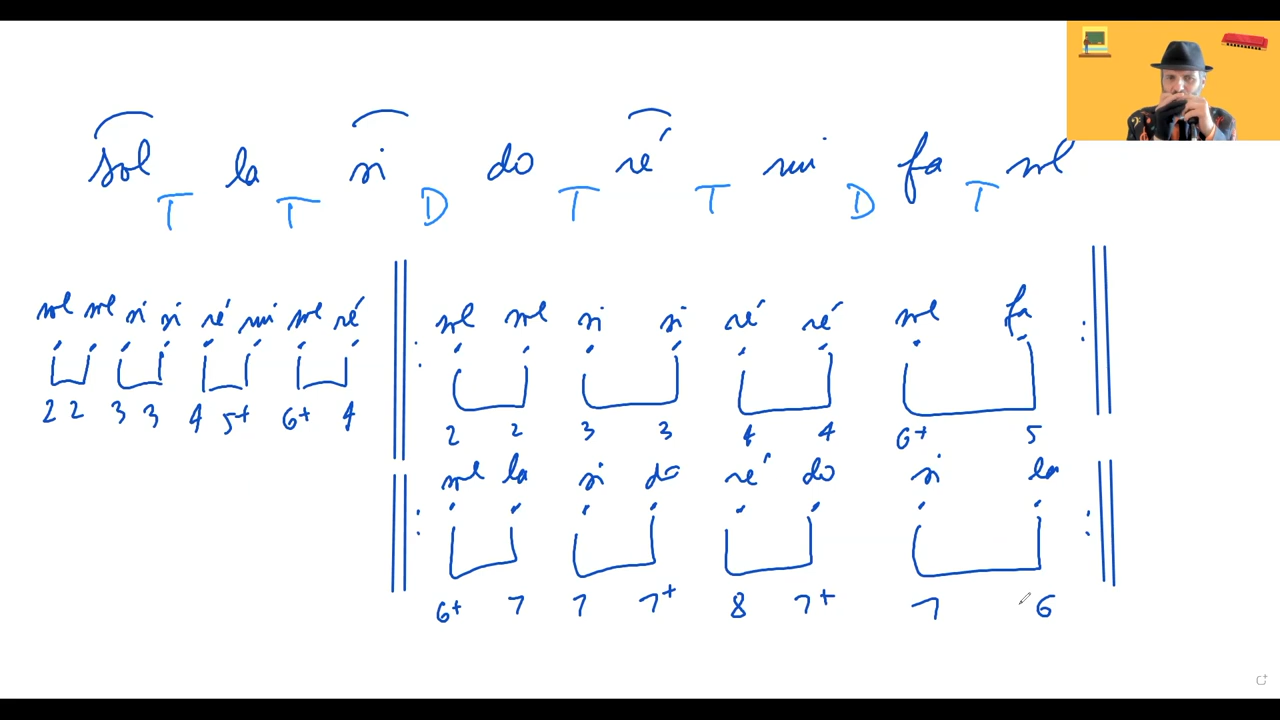 sol la si do ré mi fa sol
T T D T T D T
sol sol si si ré mi sol ré
2 2 3 3 4 5+ 6+ 4
sol sol si si ré ré sol fa
2 2 3 3 4 4 6+ 5
sol la si do ré do si la
6+ 7 7 7+ 8 7+ 7 6